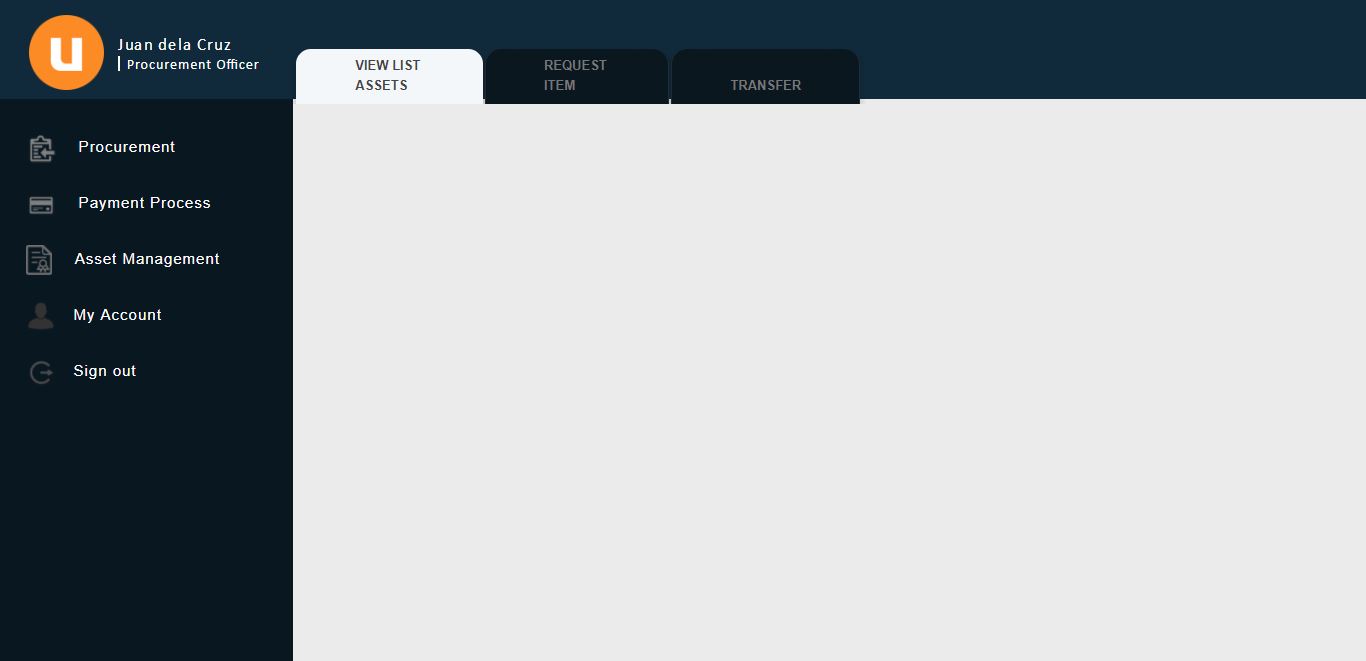 u
Juan dela Cruz
Procurement Officer
VIEW LIST
ASSETS
REQUEST
ITEM
TRANSFER
Procurement
Payment Process
Asset Management
My Account
Sign out